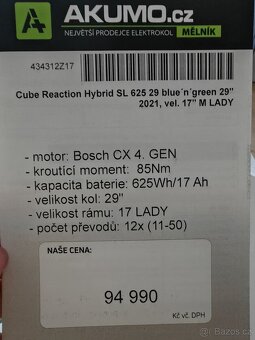 AKUMO.cz
NEJVĚTŠÍ PRODEJCE ELEKTROKOL
MĚLNÍK
434312Z17
Cube Reaction Hybrid SL 625 29 blue´n´green 29"
2021, vel. 17" M LADY
- motor: Bosch CX 4. GEN
- kroutící moment: 85Nm
- kapacita baterie: 625Wh/17 Ah
- velikost kol: 29"
- velikost rámu: 17 LADY
- počet převodů: 12x (11-50)
NAŠE CENA:
94 990
Kč vč. DPH
Bazos.cz